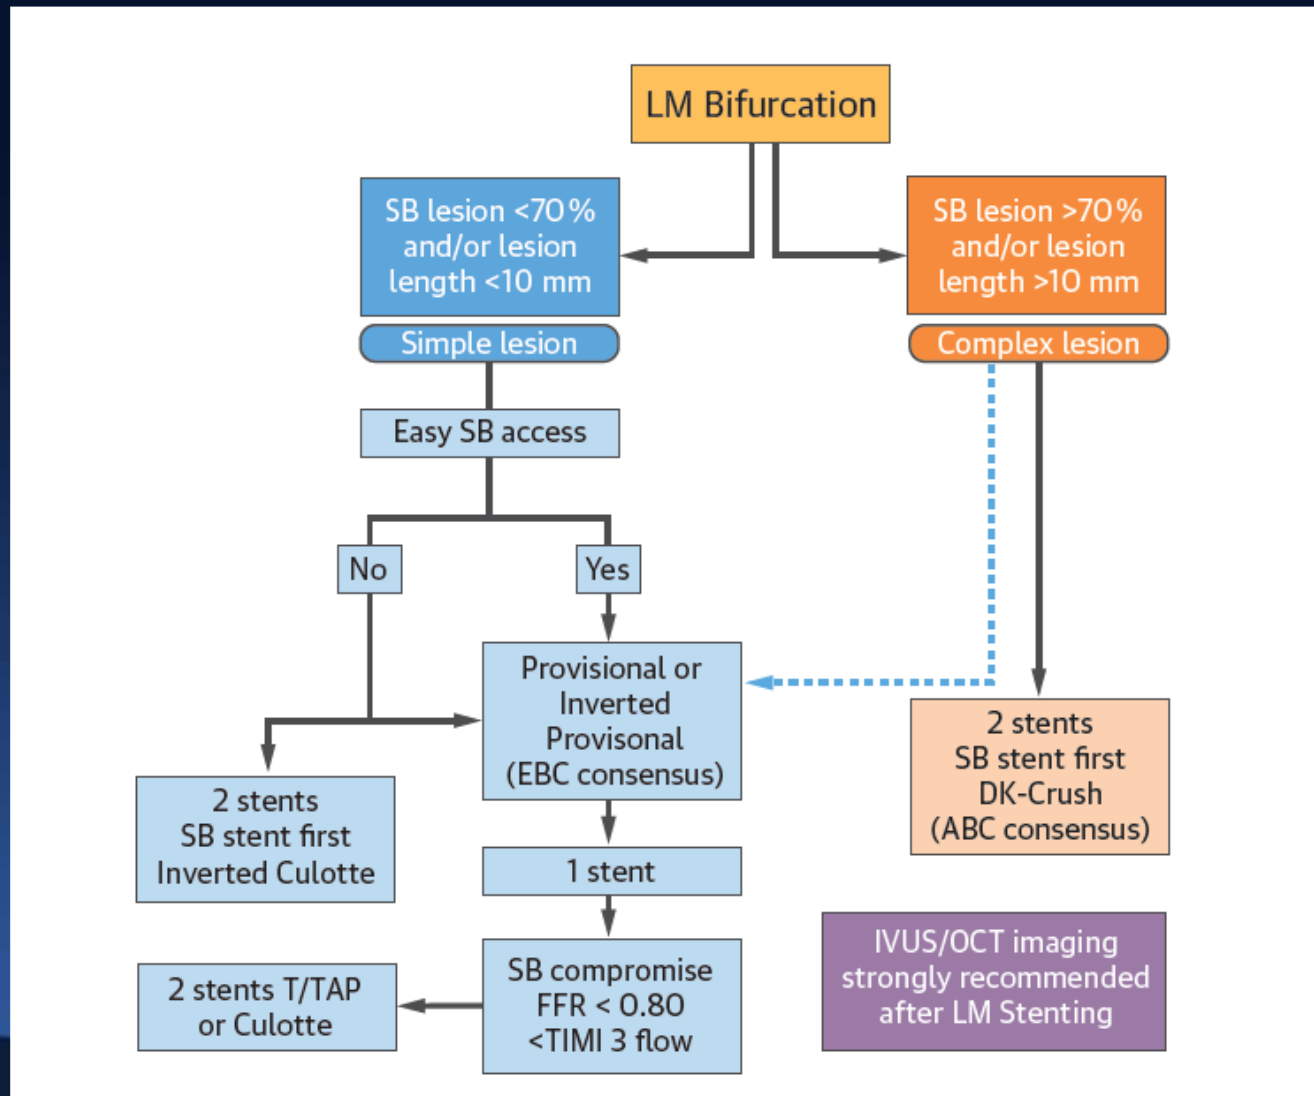 LM Bifurcation
SB lesion <70%
and/or lesion
length <10 mm
Simple lesion
SB lesion >70%
and/or lesion
length >10 mm
Complex lesion
Easy SB access
No
Yes
Provisional or
Inverted
Provisonal
(EBC consensus)
2 stents
SB stent first
DK-Crush
(ABC consensus)
2 stents
SB stent first
Inverted Culotte
1 stent
SB compromise
FFR < 0.80
<TIMI 3 flow
2 stents T/TAP
or Culotte
IVUS/OCT imaging
strongly recommended
after LM Stenting